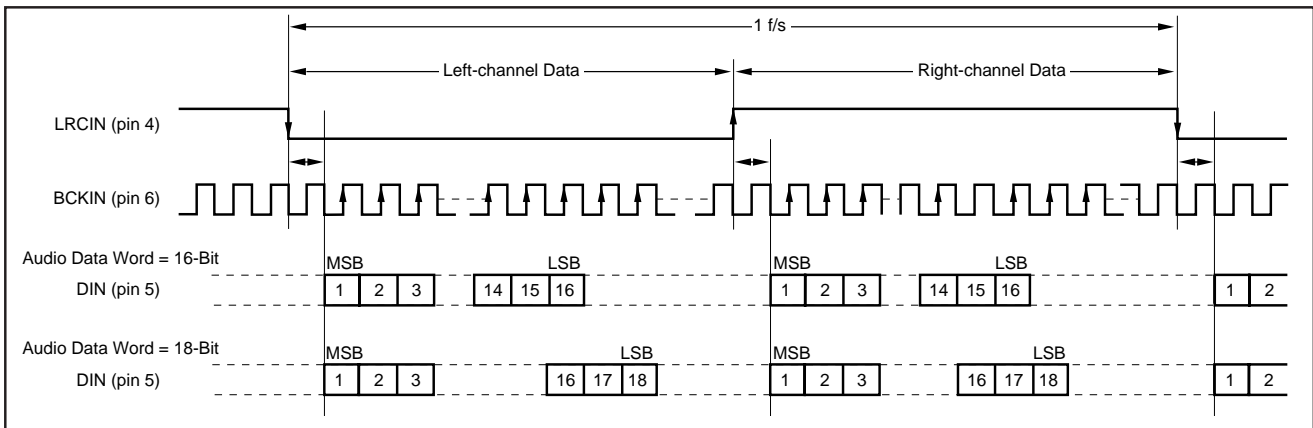 1 f/s
Left-channel Data
Right-channel Data
LRCIN (pin 4)
BCKIN (pin 6)
Audio Data Word = 16-Bit
MSB LSB MSB LSB
DIN (pin 5) 1 2 3 14 15 16 1 2 3 14 15 16 1 2
Audio Data Word = 18-Bit
MSB LSB MSB LSB
DIN (pin 5) 1 2 3 16 17 18 1 2 3 16 17 18 1 2